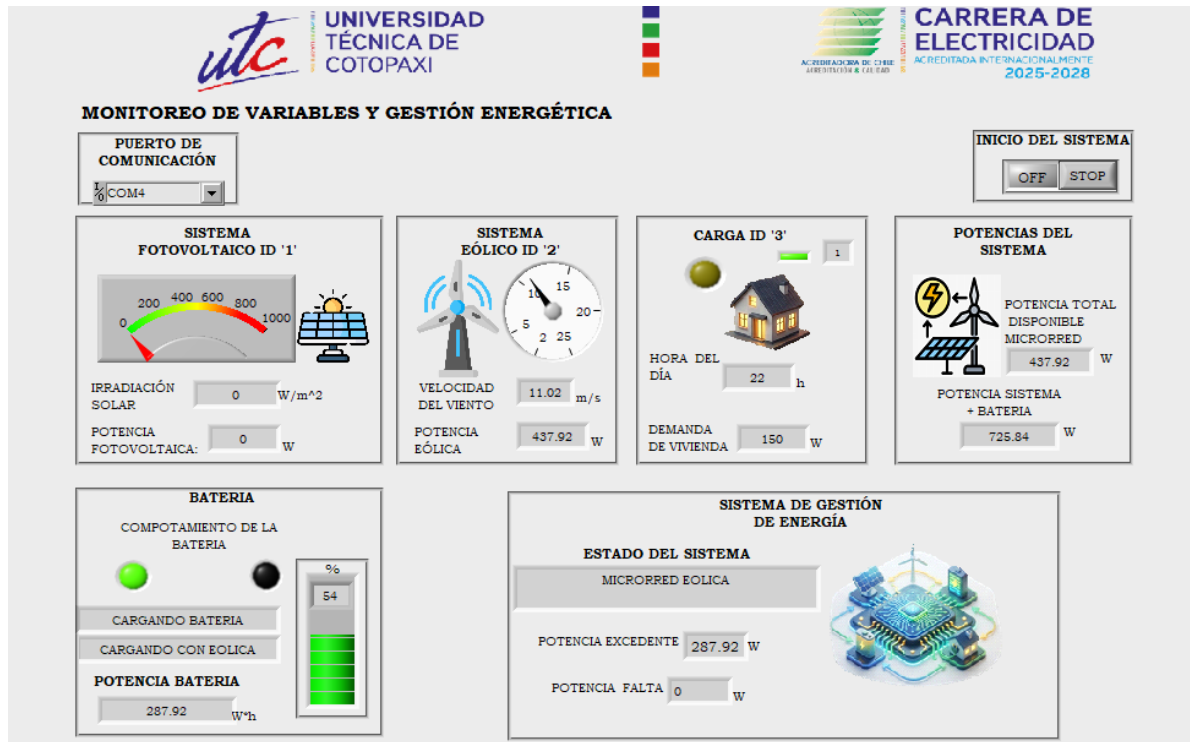 utc
UNIVERSIDAD
TÉCNICA DE
COTOPAXI
ACREDITADORA DE CHILE
ACREDITACIÓN & CALIDAD
CARRERA DE
ELECTRICIDAD
ACREDITADA INTERNACIONALMENTE
2025-2028
MONITOREO DE VARIABLES Y GESTIÓN ENERGÉTICA
PUERTO DE
COMUNICACIÓN
COM4
INICIO DEL SISTEMA
OFF STOP
SISTEMA
FOTOVOLTAICO ID '1'
0 200 400 600 800 1000
IRRADIACIÓN
SOLAR 0 W/m^2
POTENCIA
FOTOVOLTAICA: 0 W
SISTEMA
EÓLICO ID '2'
2 5 10 15 20 25
VELOCIDAD
DEL VIENTO 11.02 m/s
POTENCIA
EÓLICA 437.92 W
CARGA ID '3'
1
HORA DEL
DÍA 22 h
DEMANDA
DE VIVIENDA 150 W
POTENCIAS DEL
SISTEMA
POTENCIA TOTAL
DISPONIBLE
MICRORRED
437.92 W
POTENCIA SISTEMA
+ BATERIA
725.84 W
BATERIA
COMPOTAMIENTO DE LA
BATERIA
%
54
CARGANDO BATERIA
CARGANDO CON EOLICA
POTENCIA BATERIA
287.92 W*h
SISTEMA DE GESTIÓN
DE ENERGÍA
ESTADO DEL SISTEMA
MICRORRED EOLICA
POTENCIA EXCEDENTE 287.92 W
POTENCIA FALTA 0 W